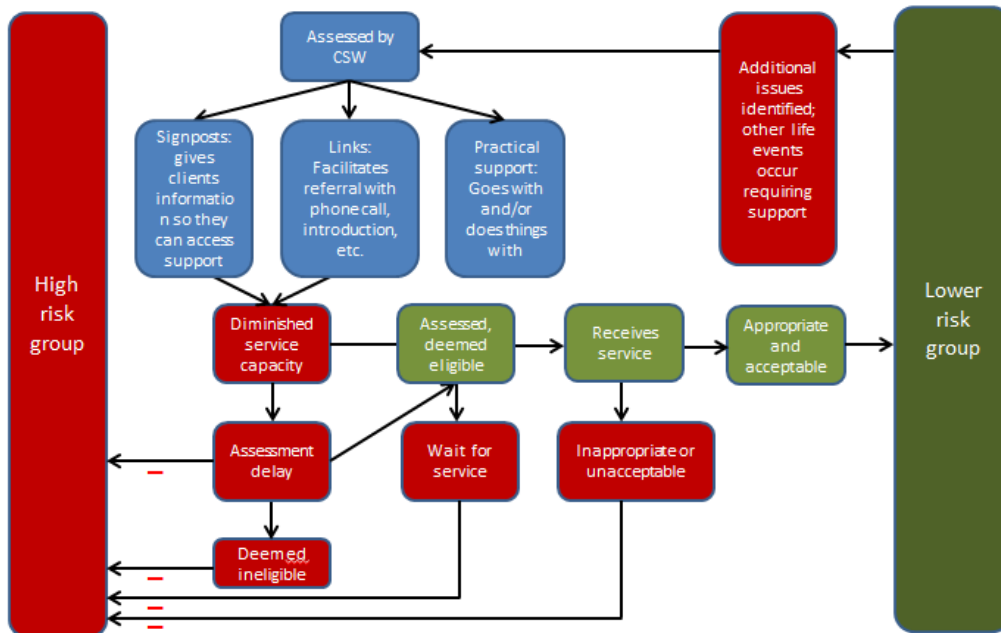 Assessed by
CSW
Additional
issues
identified;
other life
events
occur
requiring
support
Signposts:
gives
clients
informatio
n so they
can access
support
Links:
Facilitates
referral with
phone call,
introduction,
etc.
Practical
support:
Goes with
and/or
does things
with
High
risk
group
Lower
risk
group
Diminished
service
capacity
Assessed,
deemed
eligible
Receives
service
Appropriate
and
acceptable
Assessment
delay
Wait for
service
Inappropriate or
unacceptable
Deemed
ineligible